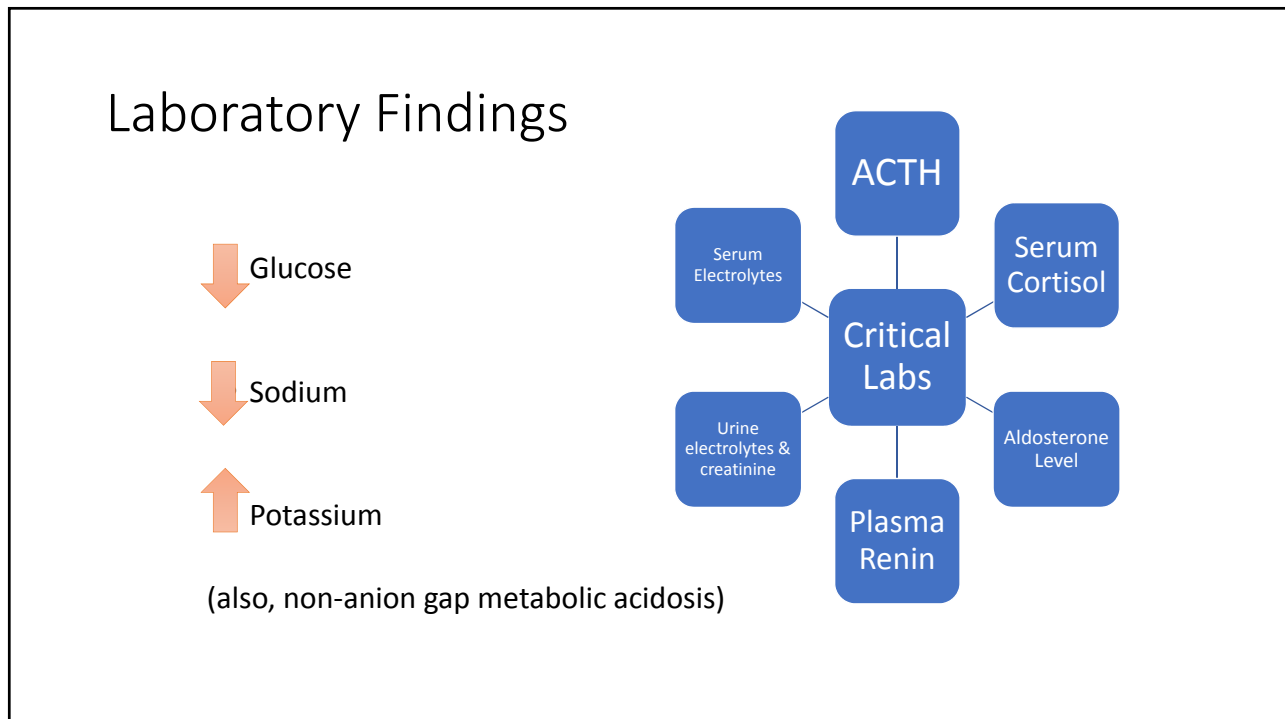 Laboratory Findings
Glucose
Sodium
Potassium
(also, non-anion gap metabolic acidosis)
ACTH
Serum
Cortisol
Aldosterone
Level
Plasma
Renin
Urine
electrolytes &
creatinine
Serum
Electrolytes
Critical
Labs